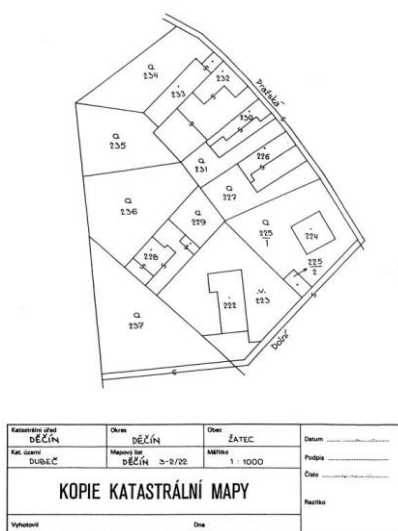 234
232
233
Pražská
230
235
226
231
227
236
229
225
1
224
228
225
2
222
223
237
Dolní
Katastrální úřad
DĚČÍN
Okres
DĚČÍN
Obec
ŽATEC
Datum
Kat. území
DUBEČ
Mapový list
DĚČÍN 3-2/22
Měřítko
1 : 1000
Podpis
Číslo
KOPIE KATASTRÁLNÍ MAPY
Razítko
Vyhotovil
Dne